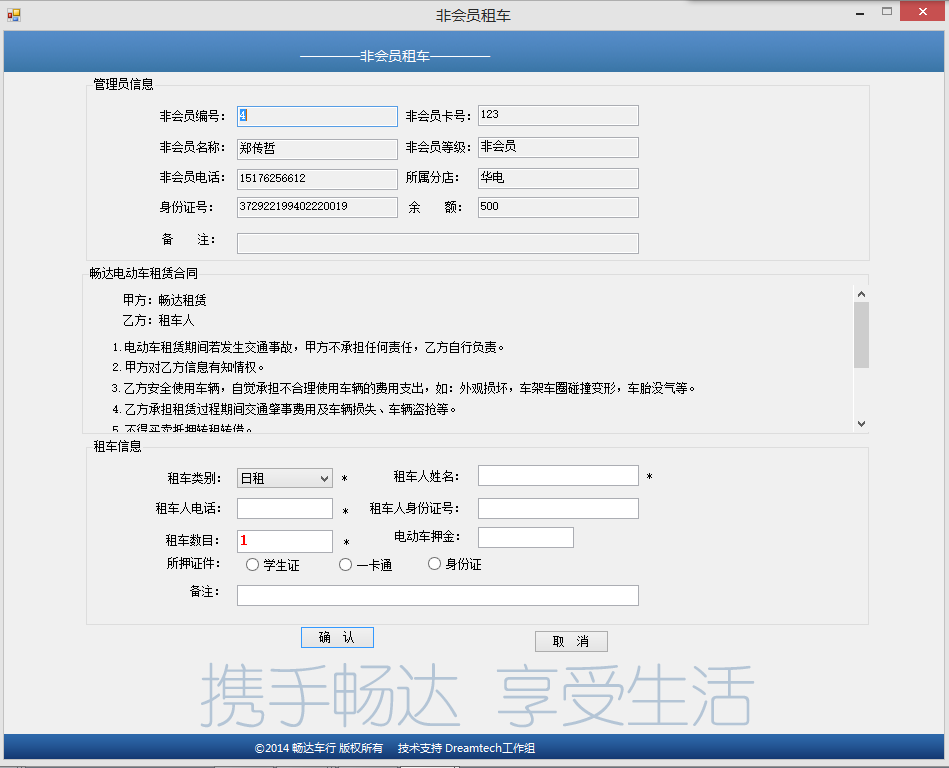 非会员租车
————非会员租车————
管理员信息
非会员编号： 4 非会员卡号： 123
非会员名称： 郑传哲 非会员等级： 非会员
非会员电话： 15176256612 所属分店： 华电
身份证号： 372922199402220019 余 额： 500
备 注：
畅达电动车租赁合同
甲方：畅达租赁
乙方：租车人
1.电动车租赁期间若发生交通事故，甲方不承担任何责任，乙方自行负责。
2.甲方对乙方信息有知情权。
3.乙方安全使用车辆，自觉承担不合理使用车辆的费用支出，如：外观损坏，车架车圈碰撞变形，车胎没气等。
4.乙方承担租赁过程期间交通肇事费用及车辆损失、车辆盗抢等。
5.不得买卖抵押转租转借。
租车信息
租车类别： 日租 * 租车人姓名： *
租车人电话： * 租车人身份证号：
租车数目： 1 * 电动车押金：
所押证件： 学生证 一卡通 身份证
备注：
确 认 取 消
携手畅达 享受生活
©2014 畅达车行 版权所有 技术支持 Dreamtech工作组